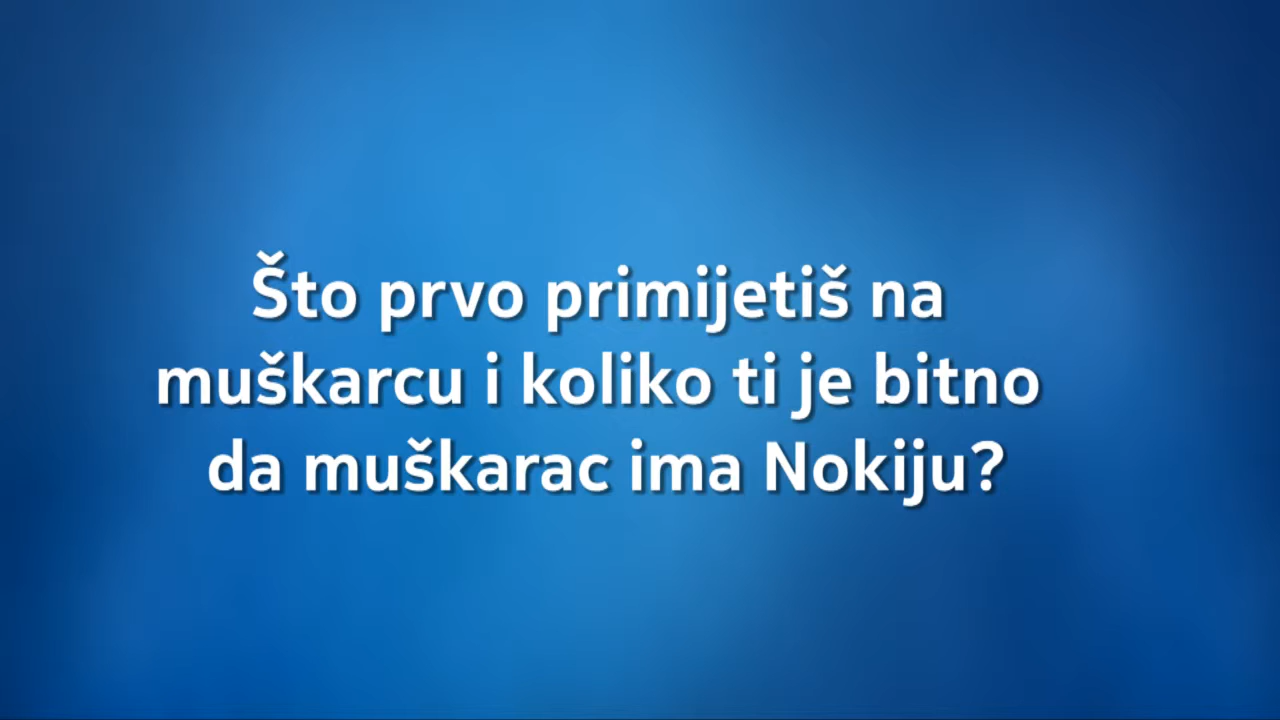 Što prvo primijetiš na
muškarcu i koliko ti je bitno
da muškarac ima Nokiju?